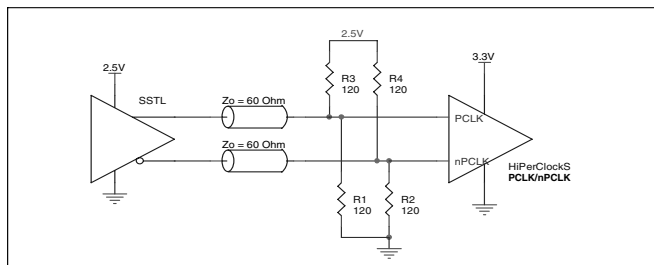 2.5V
3.3V
2.5V
R3
120
R4
120
SSTL
Zo = 60 Ohm
PCLK
Zo = 60 Ohm
nPCLK
HiPerClockS
PCLK/nPCLK
R1
120
R2
120